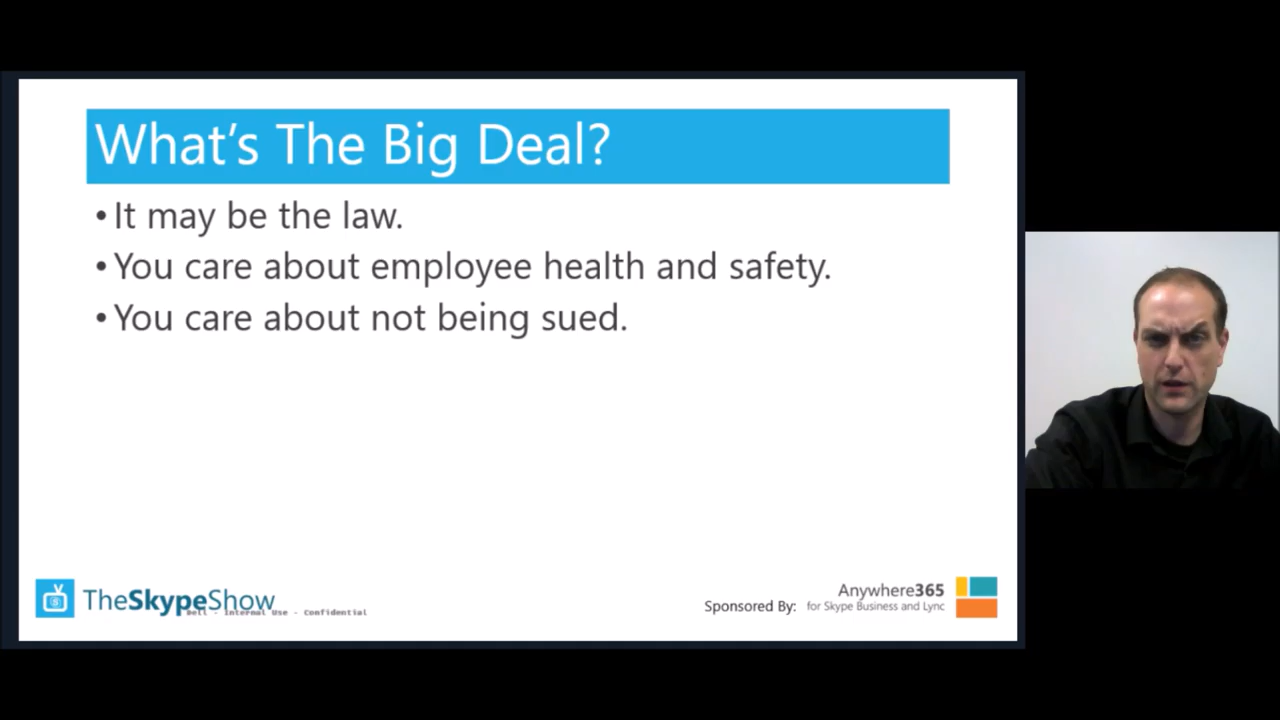 What's The Big Deal?
•It may be the law.
•You care about employee health and safety.
•You care about not being sued.
TheSkypeShow
Dell - Internal Use - Confidential
Sponsored By:
Anywhere365
for Skype Business and Lync